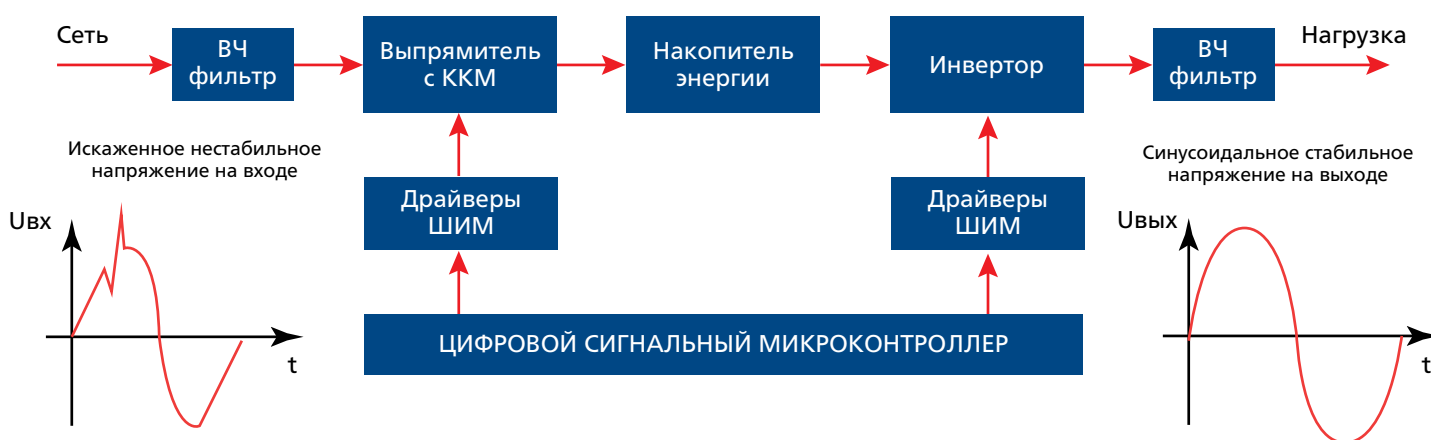 Сеть
ВЧ
фильтр
Выпрямитель
с ККМ
Накопитель
энергии
Инвертор
ВЧ
фильтр
Нагрузка
Искаженное нестабильное
напряжение на входе
Драйверы
ШИМ
Драйверы
ШИМ
Синусоидальное стабильное
напряжение на выходе
Uвх
t
ЦИФРОВОЙ СИГНАЛЬНЫЙ МИКРОКОНТРОЛЛЕР
Uвых
t